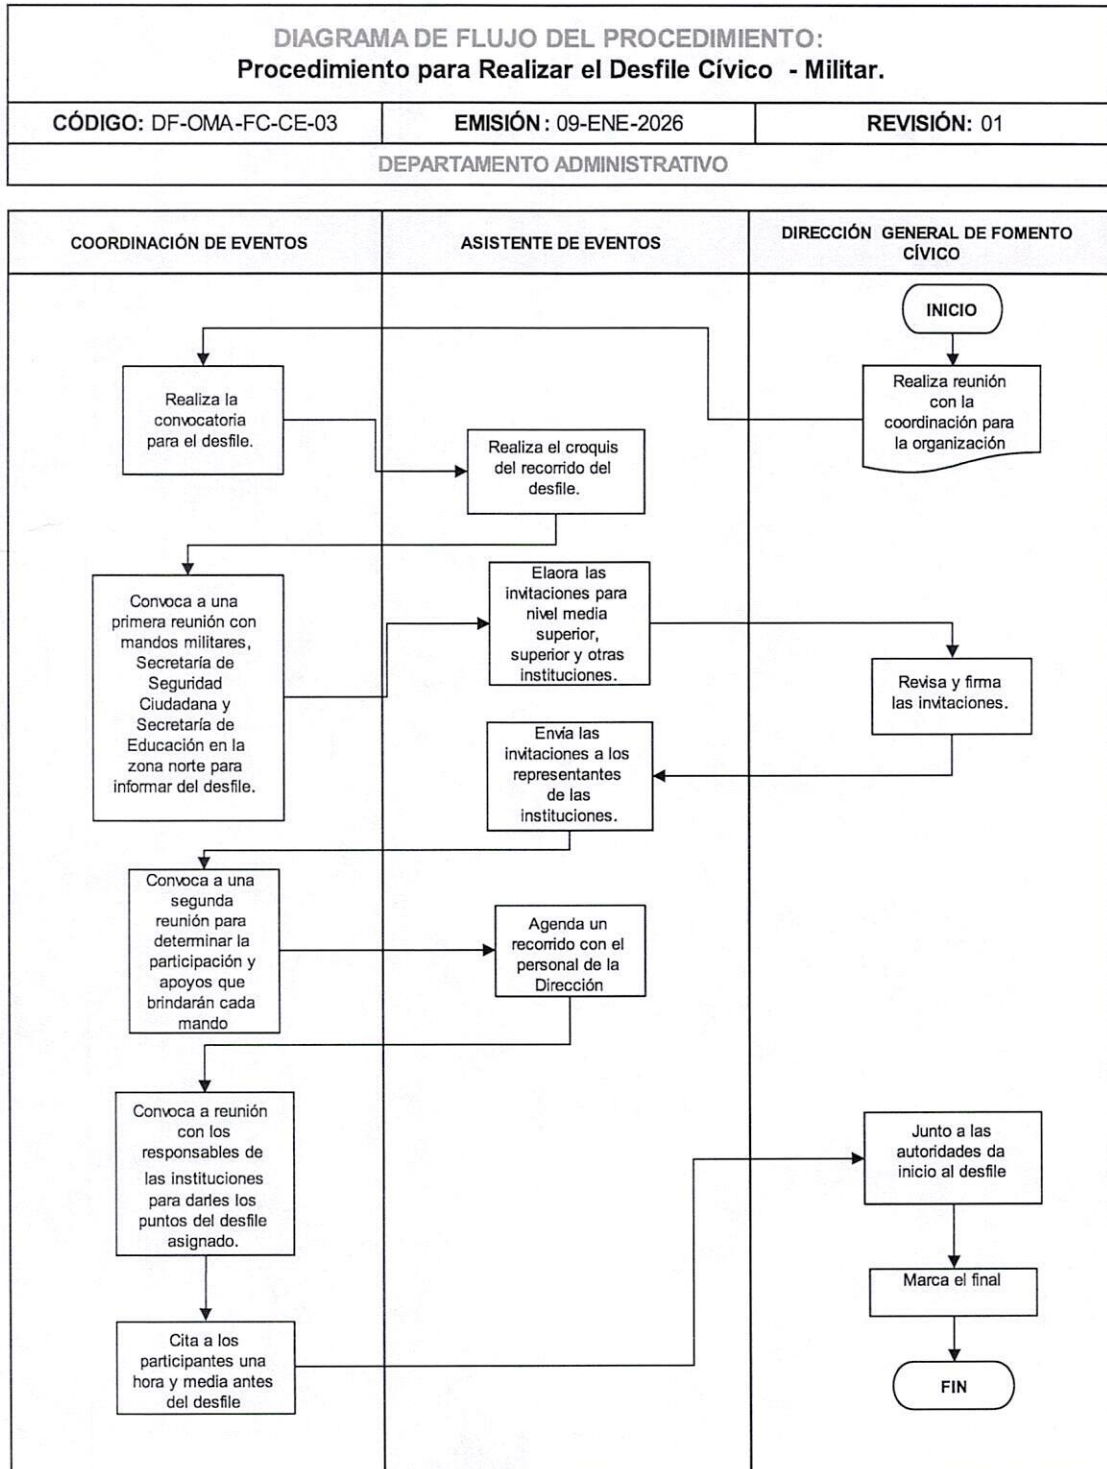 DIAGRAMA DE FLUJO DEL PROCEDIMIENTO:
Procedimiento para Realizar el Desfile Cívico - Militar.
CÓDIGO: DF-OMA-FC-CE-03
EMISIÓN : 09-ENE-2026
REVISIÓN: 01
DEPARTAMENTO ADMINISTRATIVO
COORDINACIÓN DE EVENTOS
ASISTENTE DE EVENTOS
DIRECCIÓN GENERAL DE FOMENTO
CÍVICO
INICIO
Realiza reunión
con la
coordinación para
la organización
Realiza la
convocatoria
para el desfile.
Realiza el croquis
del recorrido del
desfile.
Convoca a una
primera reunión con
mandos militares,
Secretaría de
Seguridad
Ciudadana y
Secretaría de
Educación en la
zona norte para
informar del desfile.
Elaora las
invitaciones para
nivel media
superior,
superior y otras
instituciones.
Revisa y firma
las invitaciones.
Envía las
invitaciones a los
representantes
de las
instituciones.
Convoca a una
segunda
reunión para
determinar la
participación y
apoyos que
brindarán cada
mando
Agenda un
recorrido con el
personal de la
Dirección
Convoca a reunión
con los
responsables de
las instituciones
para darles los
puntos del desfile
asignado.
Cita a los
participantes una
hora y media antes
del desfile
Junto a las
autoridades da
inicio al desfile
Marca el final
FIN